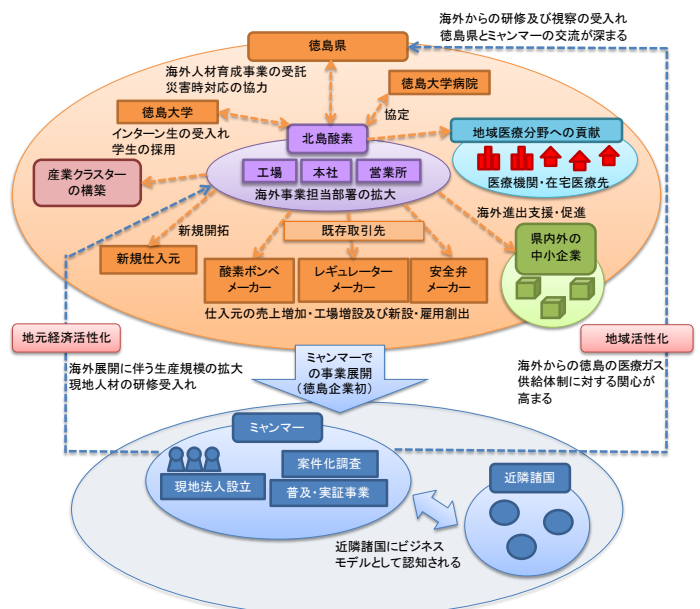 海外からの研修及び視察の受入れ
徳島県とミャンマーの交流が深まる
徳島県
海外人材育成事業の受託
災害時対応の協力
徳島大学病院
徳島大学
協定
インターン生の受入れ
学生の採用
北島酸素
地域医療分野への貢献
工場
本社
営業所
医療機関・在宅医療先
産業クラスター
の構築
海外事業担当部署の拡大
海外進出支援・促進
新規開拓
既存取引先
県内外の
中小企業
新規仕入元
酸素ボンベ
メーカー
レギュレーター
メーカー
安全弁
メーカー
仕入元の売上増加・工場増設及び新設・雇用創出
地元経済活性化
地域活性化
海外展開に伴う生産規模の拡大
現地人材の研修受入れ
ミャンマーで
の事業展開
（徳島企業初）
海外からの徳島の医療ガス
供給体制に対する関心が
高まる
ミャンマー
案件化調査
現地法人設立
普及・実証事業
近隣諸国
近隣諸国にビジネス
モデルとして認知される